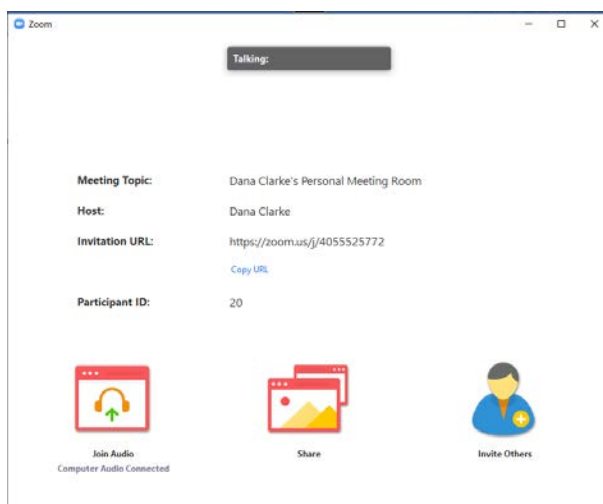 Zoom
Talking:
Meeting Topic: Dana Clarke's Personal Meeting Room
Host: Dana Clarke
Invitation URL: https://zoom.us/j/4055525772
Copy URL
Participant ID: 20
Join Audio Share Invite Others
Computer Audio Connected